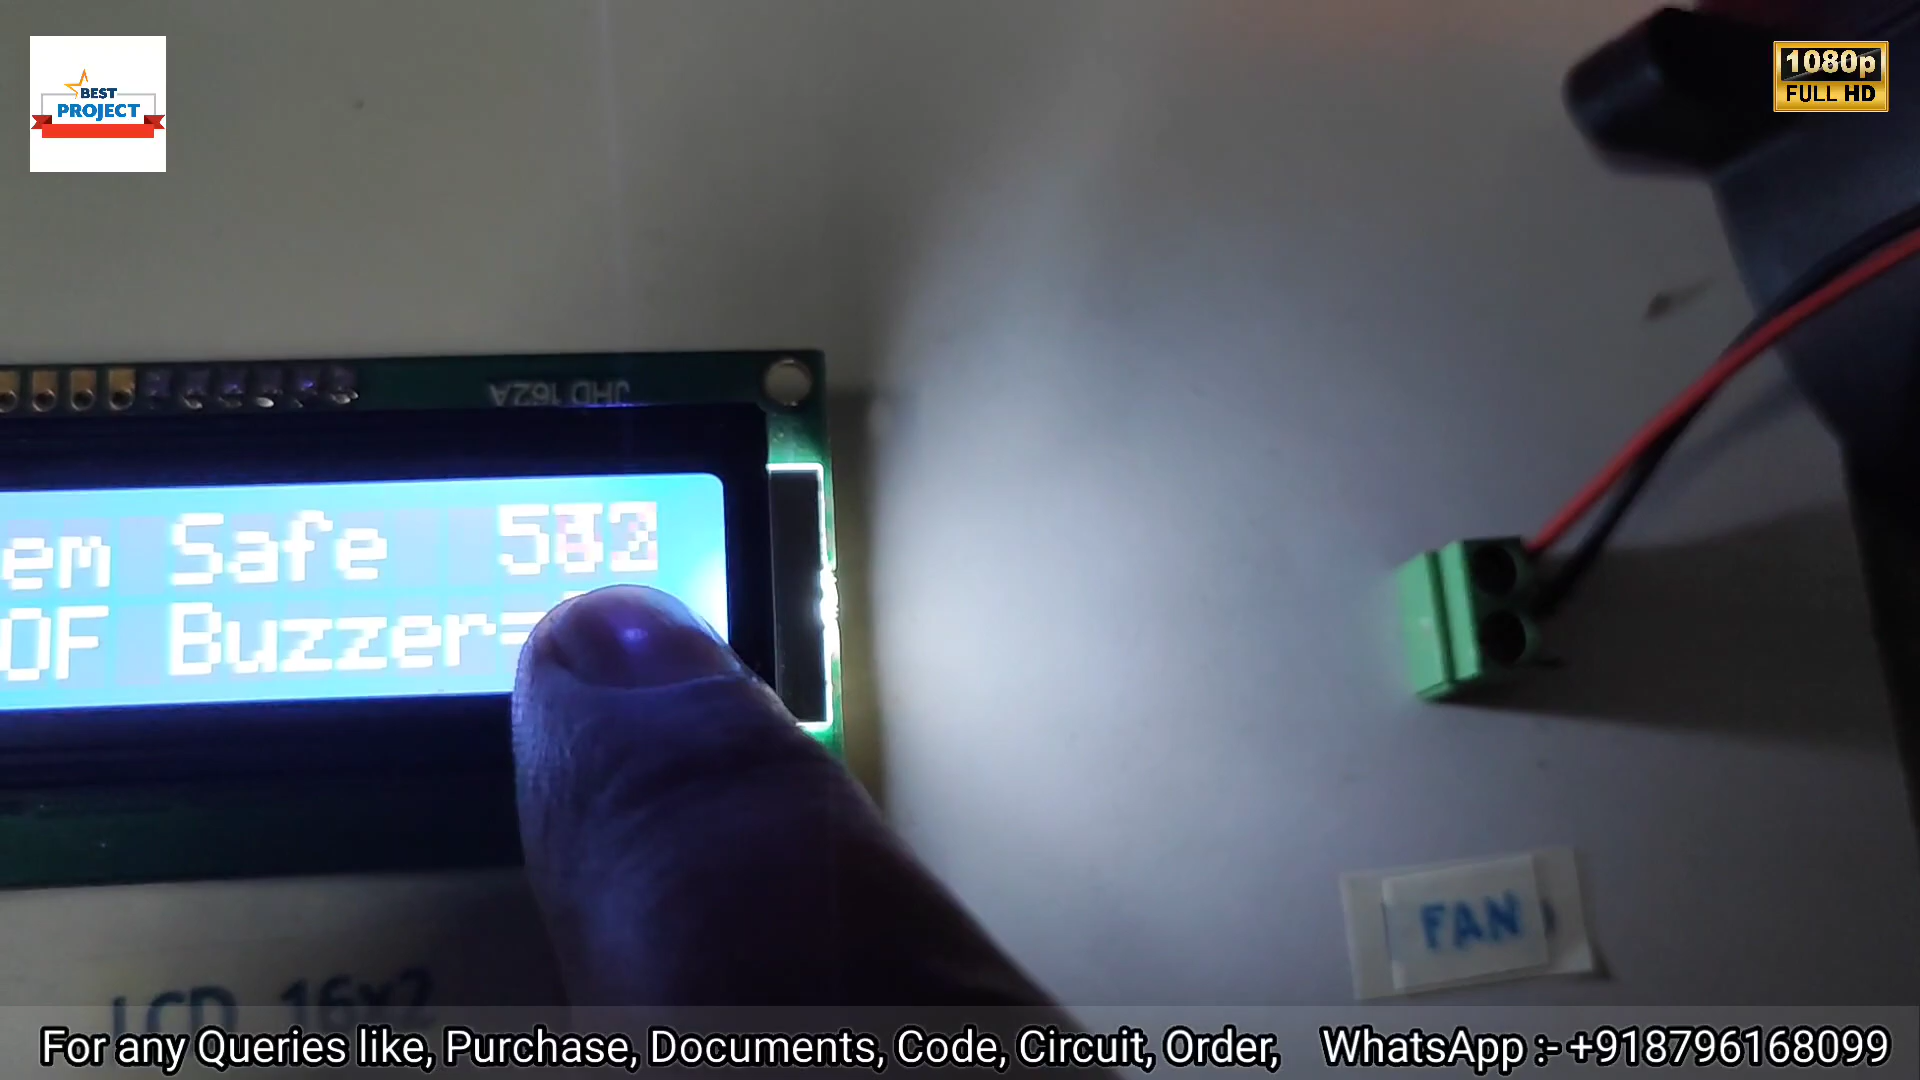 BEST
PROJECT
1080p
FULL HD
JHD 162A
em Safe
OF Buzzer=
FAN
LCD 16x2
For any Queries like, Purchase, Documents, Code, Circuit, Order, WhatsApp :- +918796168099